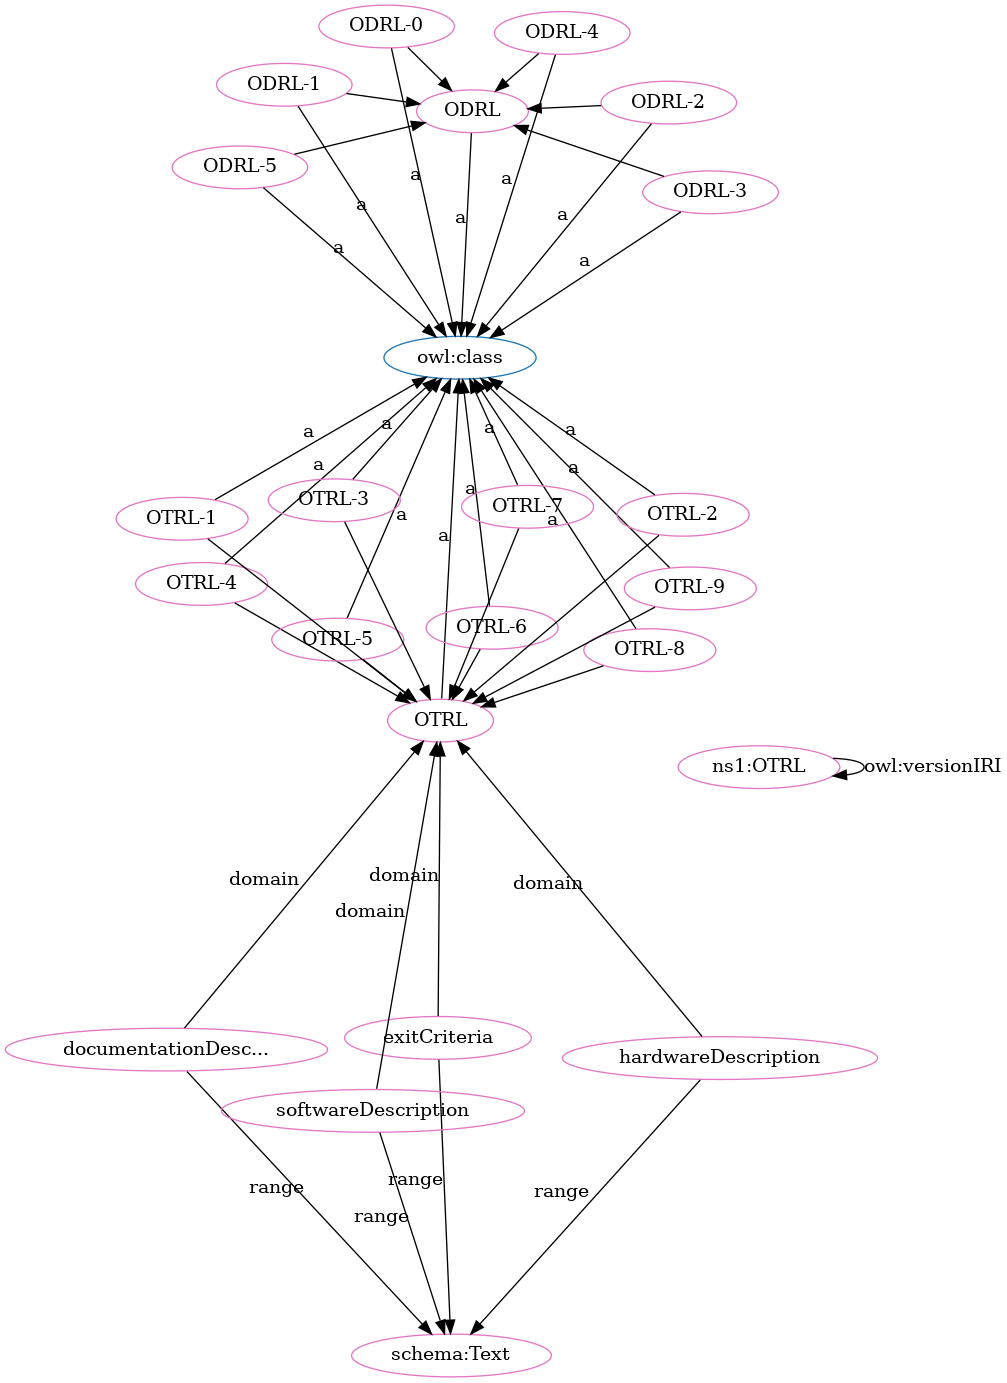 ODRL-0
ODRL-4
ODRL-1
ODRL-2
ODRL
ODRL-5
ODRL-3
a
a
a
a
a
a
a
owl:class
a
a
a
a
a
a
a
a
a
OTRL-3
OTRL-7
OTRL-1
OTRL-2
OTRL-4
OTRL-9
OTRL-5
OTRL-6
OTRL-8
OTRL
ns1:OTRL
owl:versionIRI
domain
domain
domain
domain
documentationDesc...
exitCriteria
hardwareDescription
softwareDescription
range
range
range
range
schema:Text